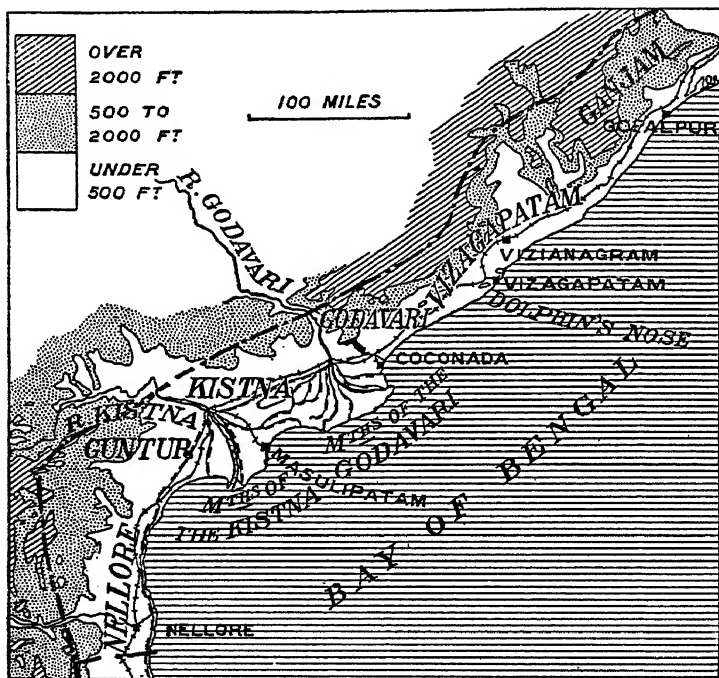 OVER
2000 FT
500 TO
2000 FT
UNDER
500 FT
100 MILES
GANJAM
GOPALPUR
R. GODAVARI
VIZAGAPATAM
VIZIANAGRAM
VIZAGAPATAM
DOLPHIN'S NOSE
GODAVARI
COCONADA
KISTNA
R. KISTNA
GUNTUR
MTHS OF THE
GODAVARI
MASULIPATAM
MTHS OF
THE KISTNA
BAY OF BENGAL
NELLORE
NELLORE